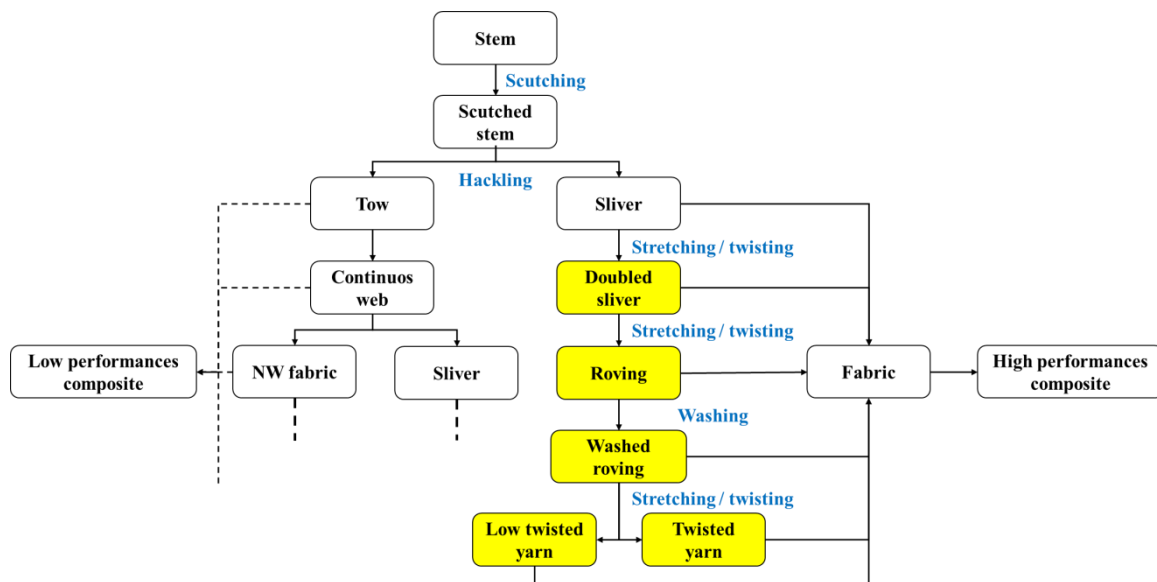 Stem
Scutching
Scutched
stem
Hackling
Tow
Sliver
Stretching / twisting
Continuos
web
Doubled
sliver
Stretching / twisting
Low performances
composite
NW fabric
Sliver
Roving
Fabric
High performances
composite
Washing
Washed
roving
Stretching / twisting
Low twisted
yarn
Twisted
yarn